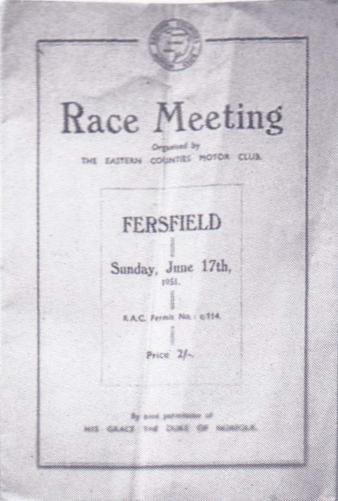 Race Meeting
Organised by
THE EASTERN COUNTIES MOTOR CLUB.
FERSFIELD
Sunday, June 17th,
1951.
R.A.C. Permit No. : c/114.
Price 2/-.
By kind permission of
HIS GRACE THE DUKE OF NORFOLK.